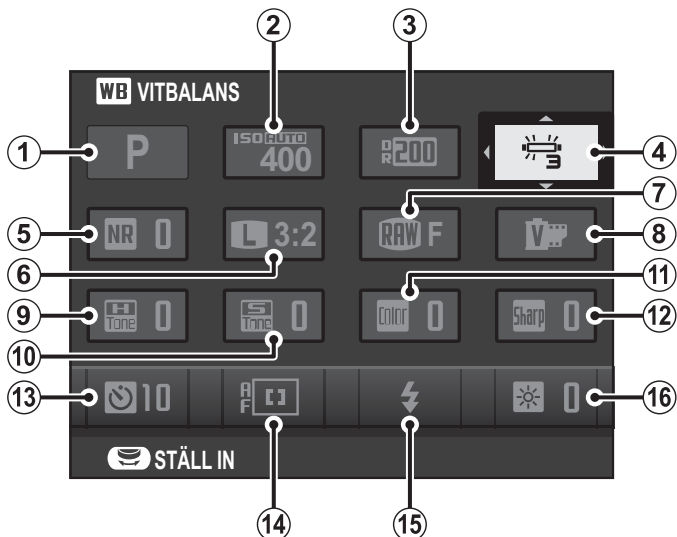 2 3
WB VITBALANS
1 P ISO AUTO 400 DR 200 3 4
7
5 NR 0 L 3:2 RAW F V 8
6 11
9 H Tone 0 S Tone 0 Color 0 Sharp 0 12
10
13 10 AF [ ] 0 16
STÄLL IN
14 15